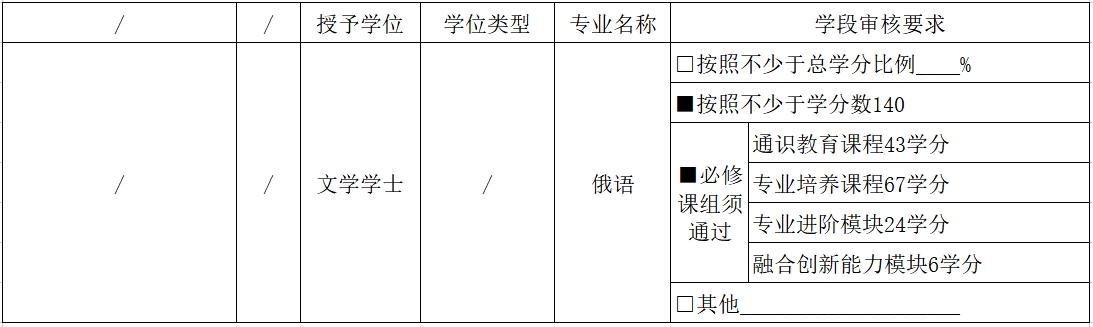 / / 授予学位 学位类型 专业名称 学段审核要求
□按照不少于总学分比例____%
■按照不少于学分数140
/ / 文学学士 / 俄语
■必修
课组须
通过
通识教育课程43学分
专业培养课程67学分
专业进阶模块24学分
融合创新能力模块6学分
□其他____________________